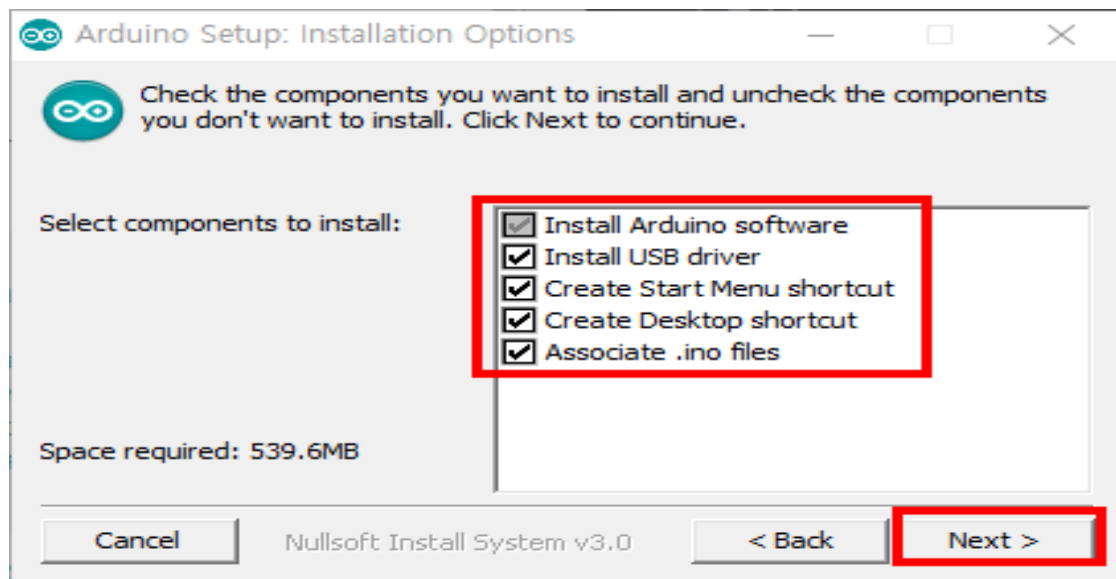 Arduino Setup: Installation Options
Check the components you want to install and uncheck the components
you don't want to install. Click Next to continue.
Select components to install:
Install Arduino software
Install USB driver
Create Start Menu shortcut
Create Desktop shortcut
Associate .ino files
Space required: 539.6MB
Cancel
Nullsoft Install System v3.0
< Back
Next >